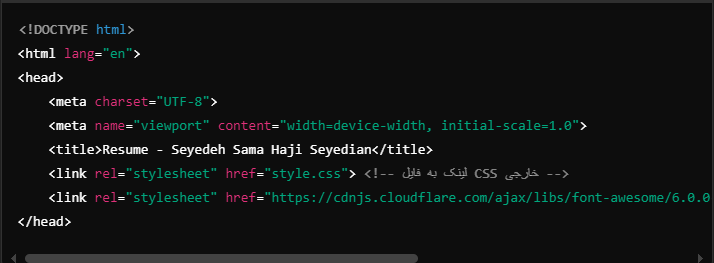 <!DOCTYPE html>
<html lang="en">
<head>
    <meta charset="UTF-8">
    <meta name="viewport" content="width=device-width, initial-scale=1.0">
    <title>Resume - Seyedeh Sama Haji Seyedian</title>
    <link rel="stylesheet" href="style.css"> <!-- لینک به فایل CSS خارجی -->
    <link rel="stylesheet" href="https://cdnjs.cloudflare.com/ajax/libs/font-awesome/6.0.0
</head>